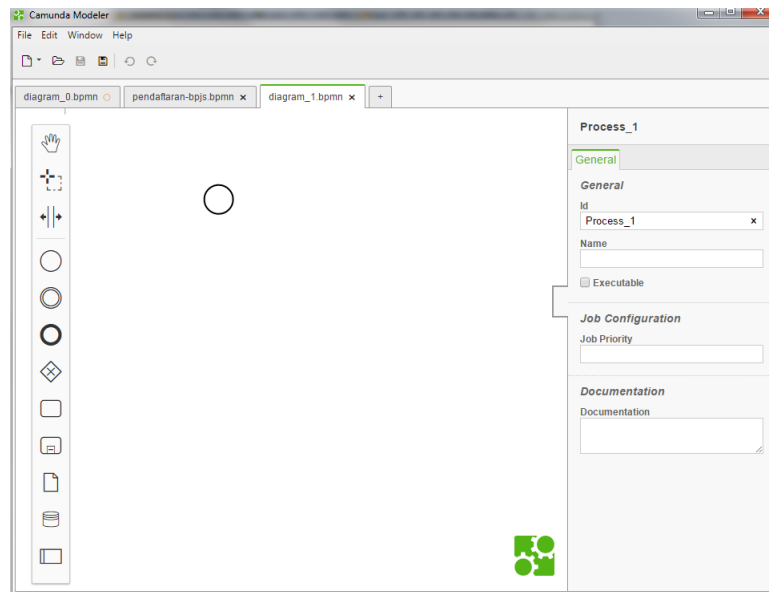 Camunda Modeler
File Edit Window Help
diagram_0.bpmn pendaftaran-bpjs.bpmn × diagram_1.bpmn × +
Process_1
General
General
Id
Process_1 ×
Name
Executable
Job Configuration
Job Priority
Documentation
Documentation